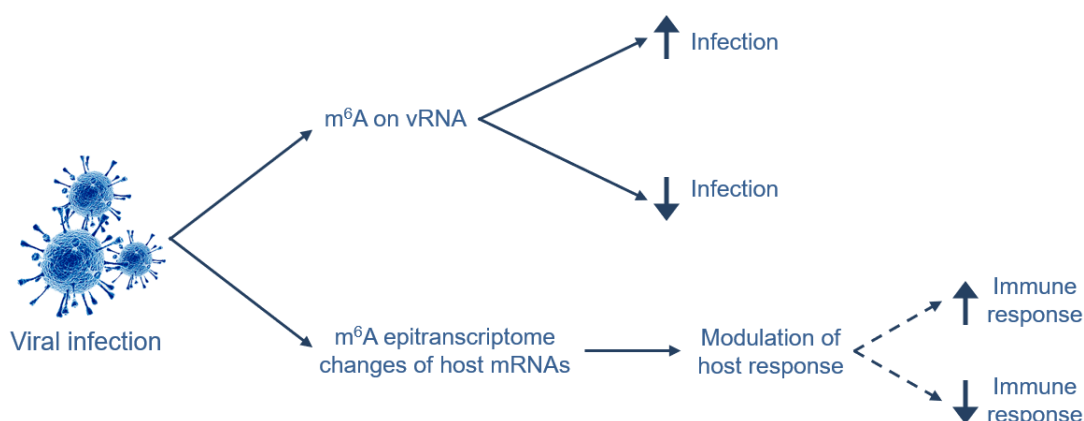 Infection
m⁶A on vRNA
Infection
Viral infection
m⁶A epitranscriptome
changes of host mRNAs
Modulation of
host response
Immune
response
Immune
response